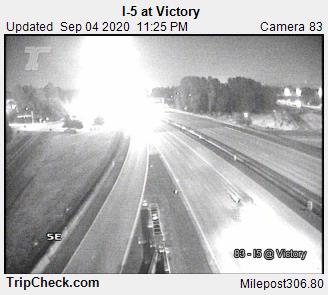 I-5 at Victory
Updated Sep 04 2020 11:25 PM Camera 83
SE
83 - I5 @ Victory
TripCheck.com Milepost306.80